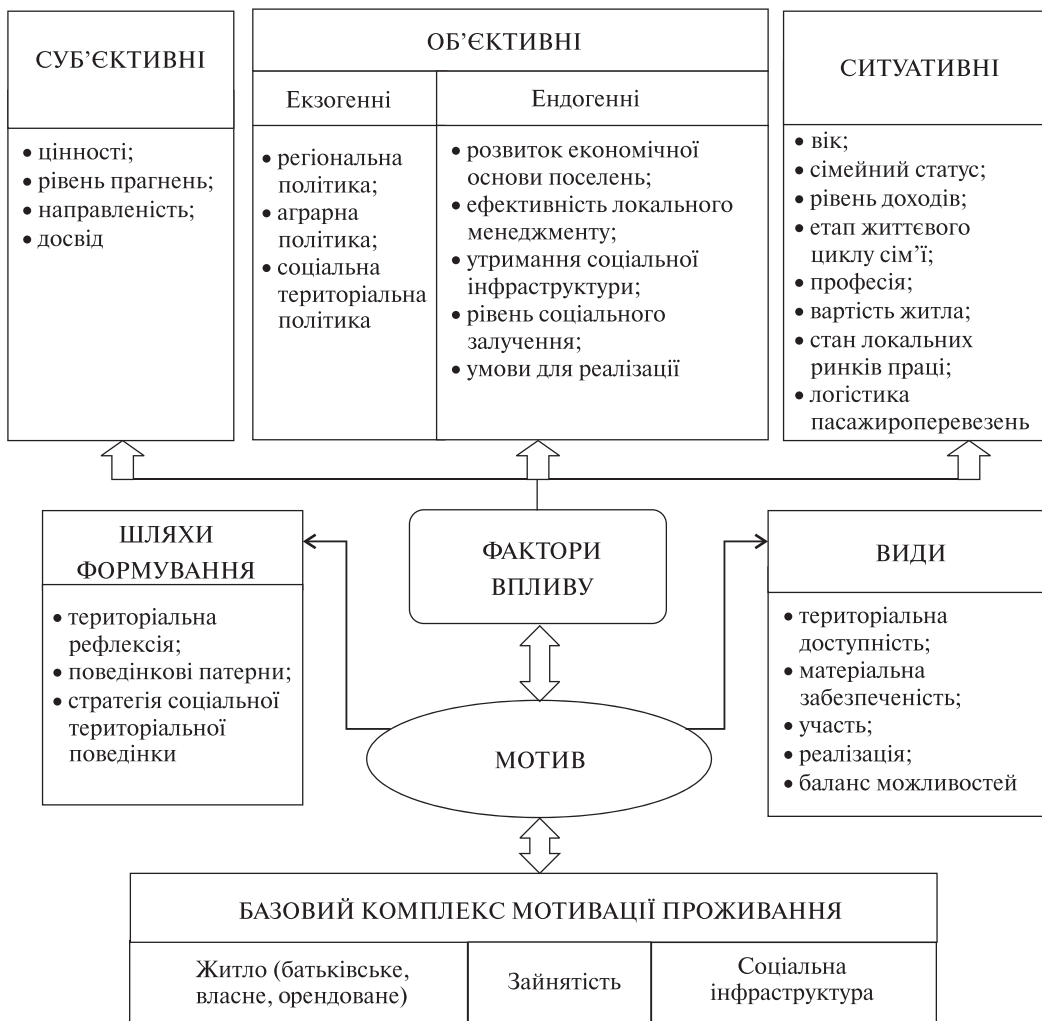 СУБ’ЄКТИВНІ
• цінності;
• рівень прагнень;
• направленість;
• досвід
ОБ’ЄКТИВНІ
Екзогенні
• регіональна
політика;
• аграрна
політика;
• соціальна
територіальна
політика
Ендогенні
• розвиток економічної
основи поселень;
• ефективність локального
менеджменту;
• утримання соціальної
інфраструктури;
• рівень соціального
залучення;
• умови для реалізації
СИТУАТИВНІ
• вік;
• сімейний статус;
• рівень доходів;
• етап життєвого
циклу сім’ї;
• професія;
• вартість житла;
• стан локальних
ринків праці;
• логістика
пасажироперевезень
ШЛЯХИ
ФОРМУВАННЯ
• територіальна
рефлексія;
• поведінкові патерни;
• стратегія соціальної
територіальної
поведінки
ФАКТОРИ
ВПЛИВУ
ВИДИ
• територіальна
доступність;
• матеріальна
забезпеченість;
• участь;
• реалізація;
• баланс можливостей
МОТИВ
БАЗОВИЙ КОМПЛЕКС МОТИВАЦІЇ ПРОЖИВАННЯ
Житло (батьківське,
власне, орендоване)
Зайнятість
Соціальна
інфраструктура